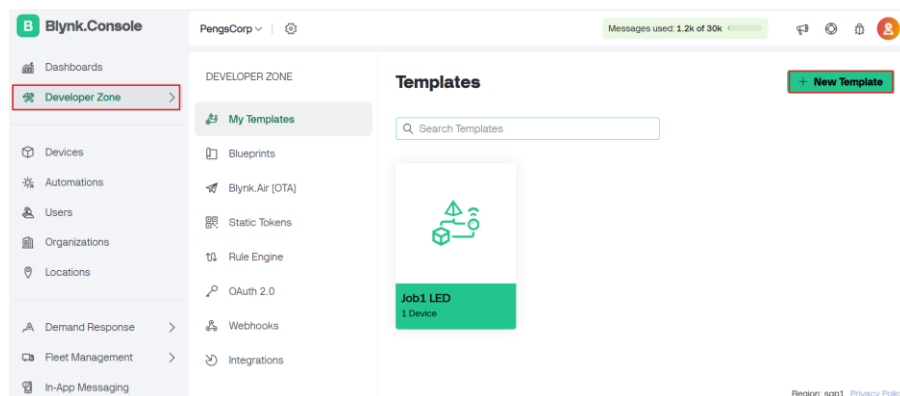 B Blynk.Console
PengsCorp
Messages used: 1.2k of 30k
Dashboards
Developer Zone
Devices
Automations
Users
Organizations
Locations
Demand Response
Fleet Management
In-App Messaging
DEVELOPER ZONE
My Templates
Blueprints
Blynk.Air (OTA)
Static Tokens
Rule Engine
OAuth 2.0
Webhooks
Integrations
Templates
+ New Template
Search Templates
Job1 LED
1 Device
Region: sgp1 Privacy Polic